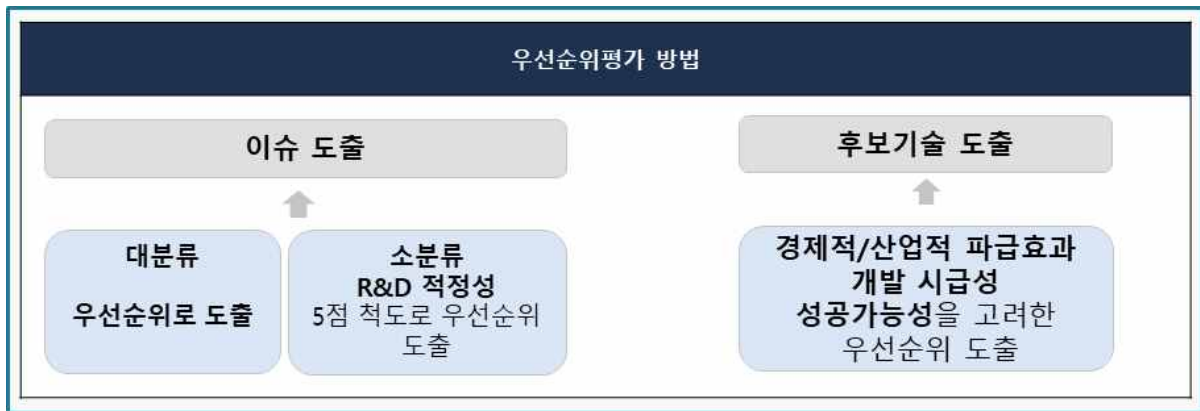 우선순위평가 방법
이슈 도출
대분류
우선순위로 도출
소분류
R&D 적정성
5점 척도로 우선순위
도출
후보기술 도출
경제적/산업적 파급효과
개발 시급성
성공가능성을 고려한
우선순위 도출